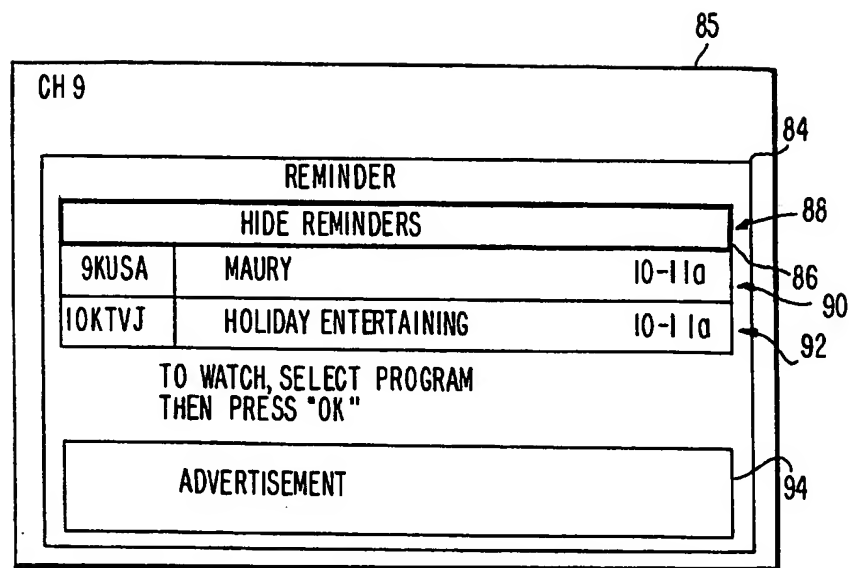 85
CH 9
84
REMINDER
HIDE REMINDERS
88
86
9KUSA MAURY 10-11a
90
10KTVJ HOLIDAY ENTERTAINING 10-11a
92
TO WATCH, SELECT PROGRAM
THEN PRESS "OK"
ADVERTISEMENT
94